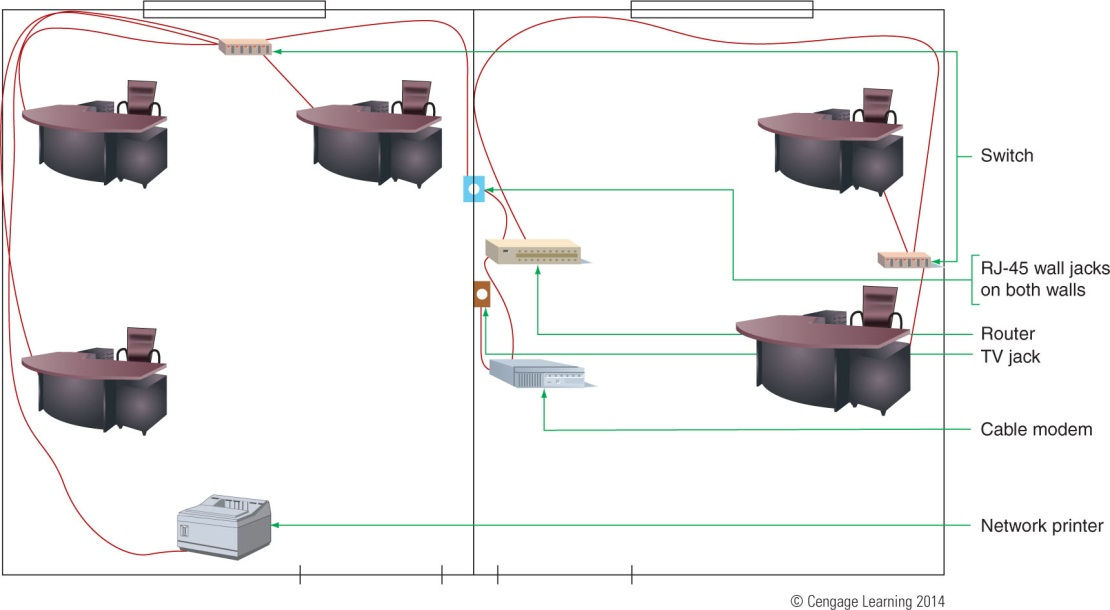 Switch
RJ-45 wall jacks
on both walls
Router
TV jack
Cable modem
Network printer
© Cengage Learning 2014